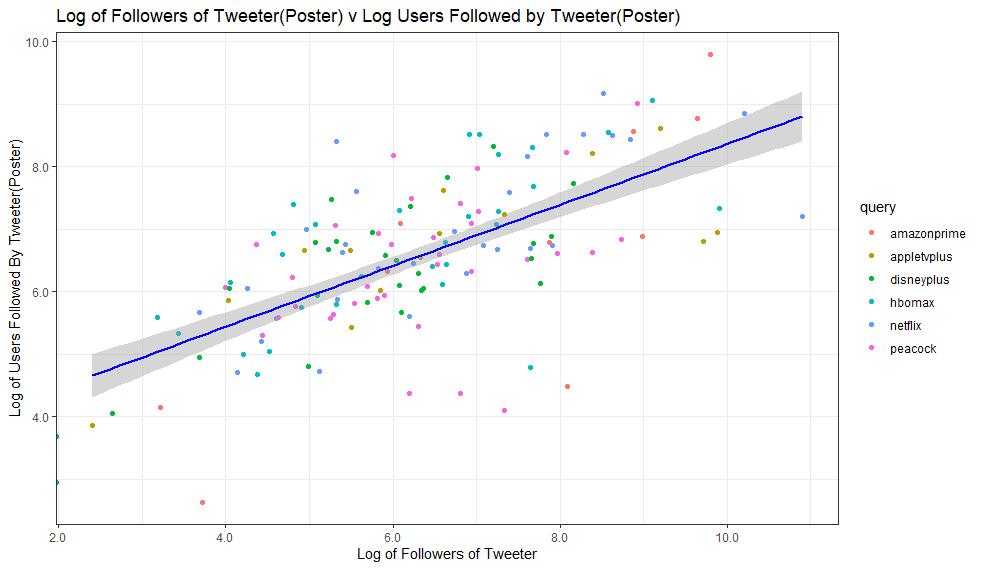 Log of Followers of Tweeter(Poster) v Log Users Followed by Tweeter(Poster)
Log of Users Followed By Tweeter(Poster)
10.0
8.0
6.0
4.0
2.0 4.0 6.0 8.0 10.0
Log of Followers of Tweeter
query
amazonprime
appletvplus
disneyplus
hbomax
netflix
peacock